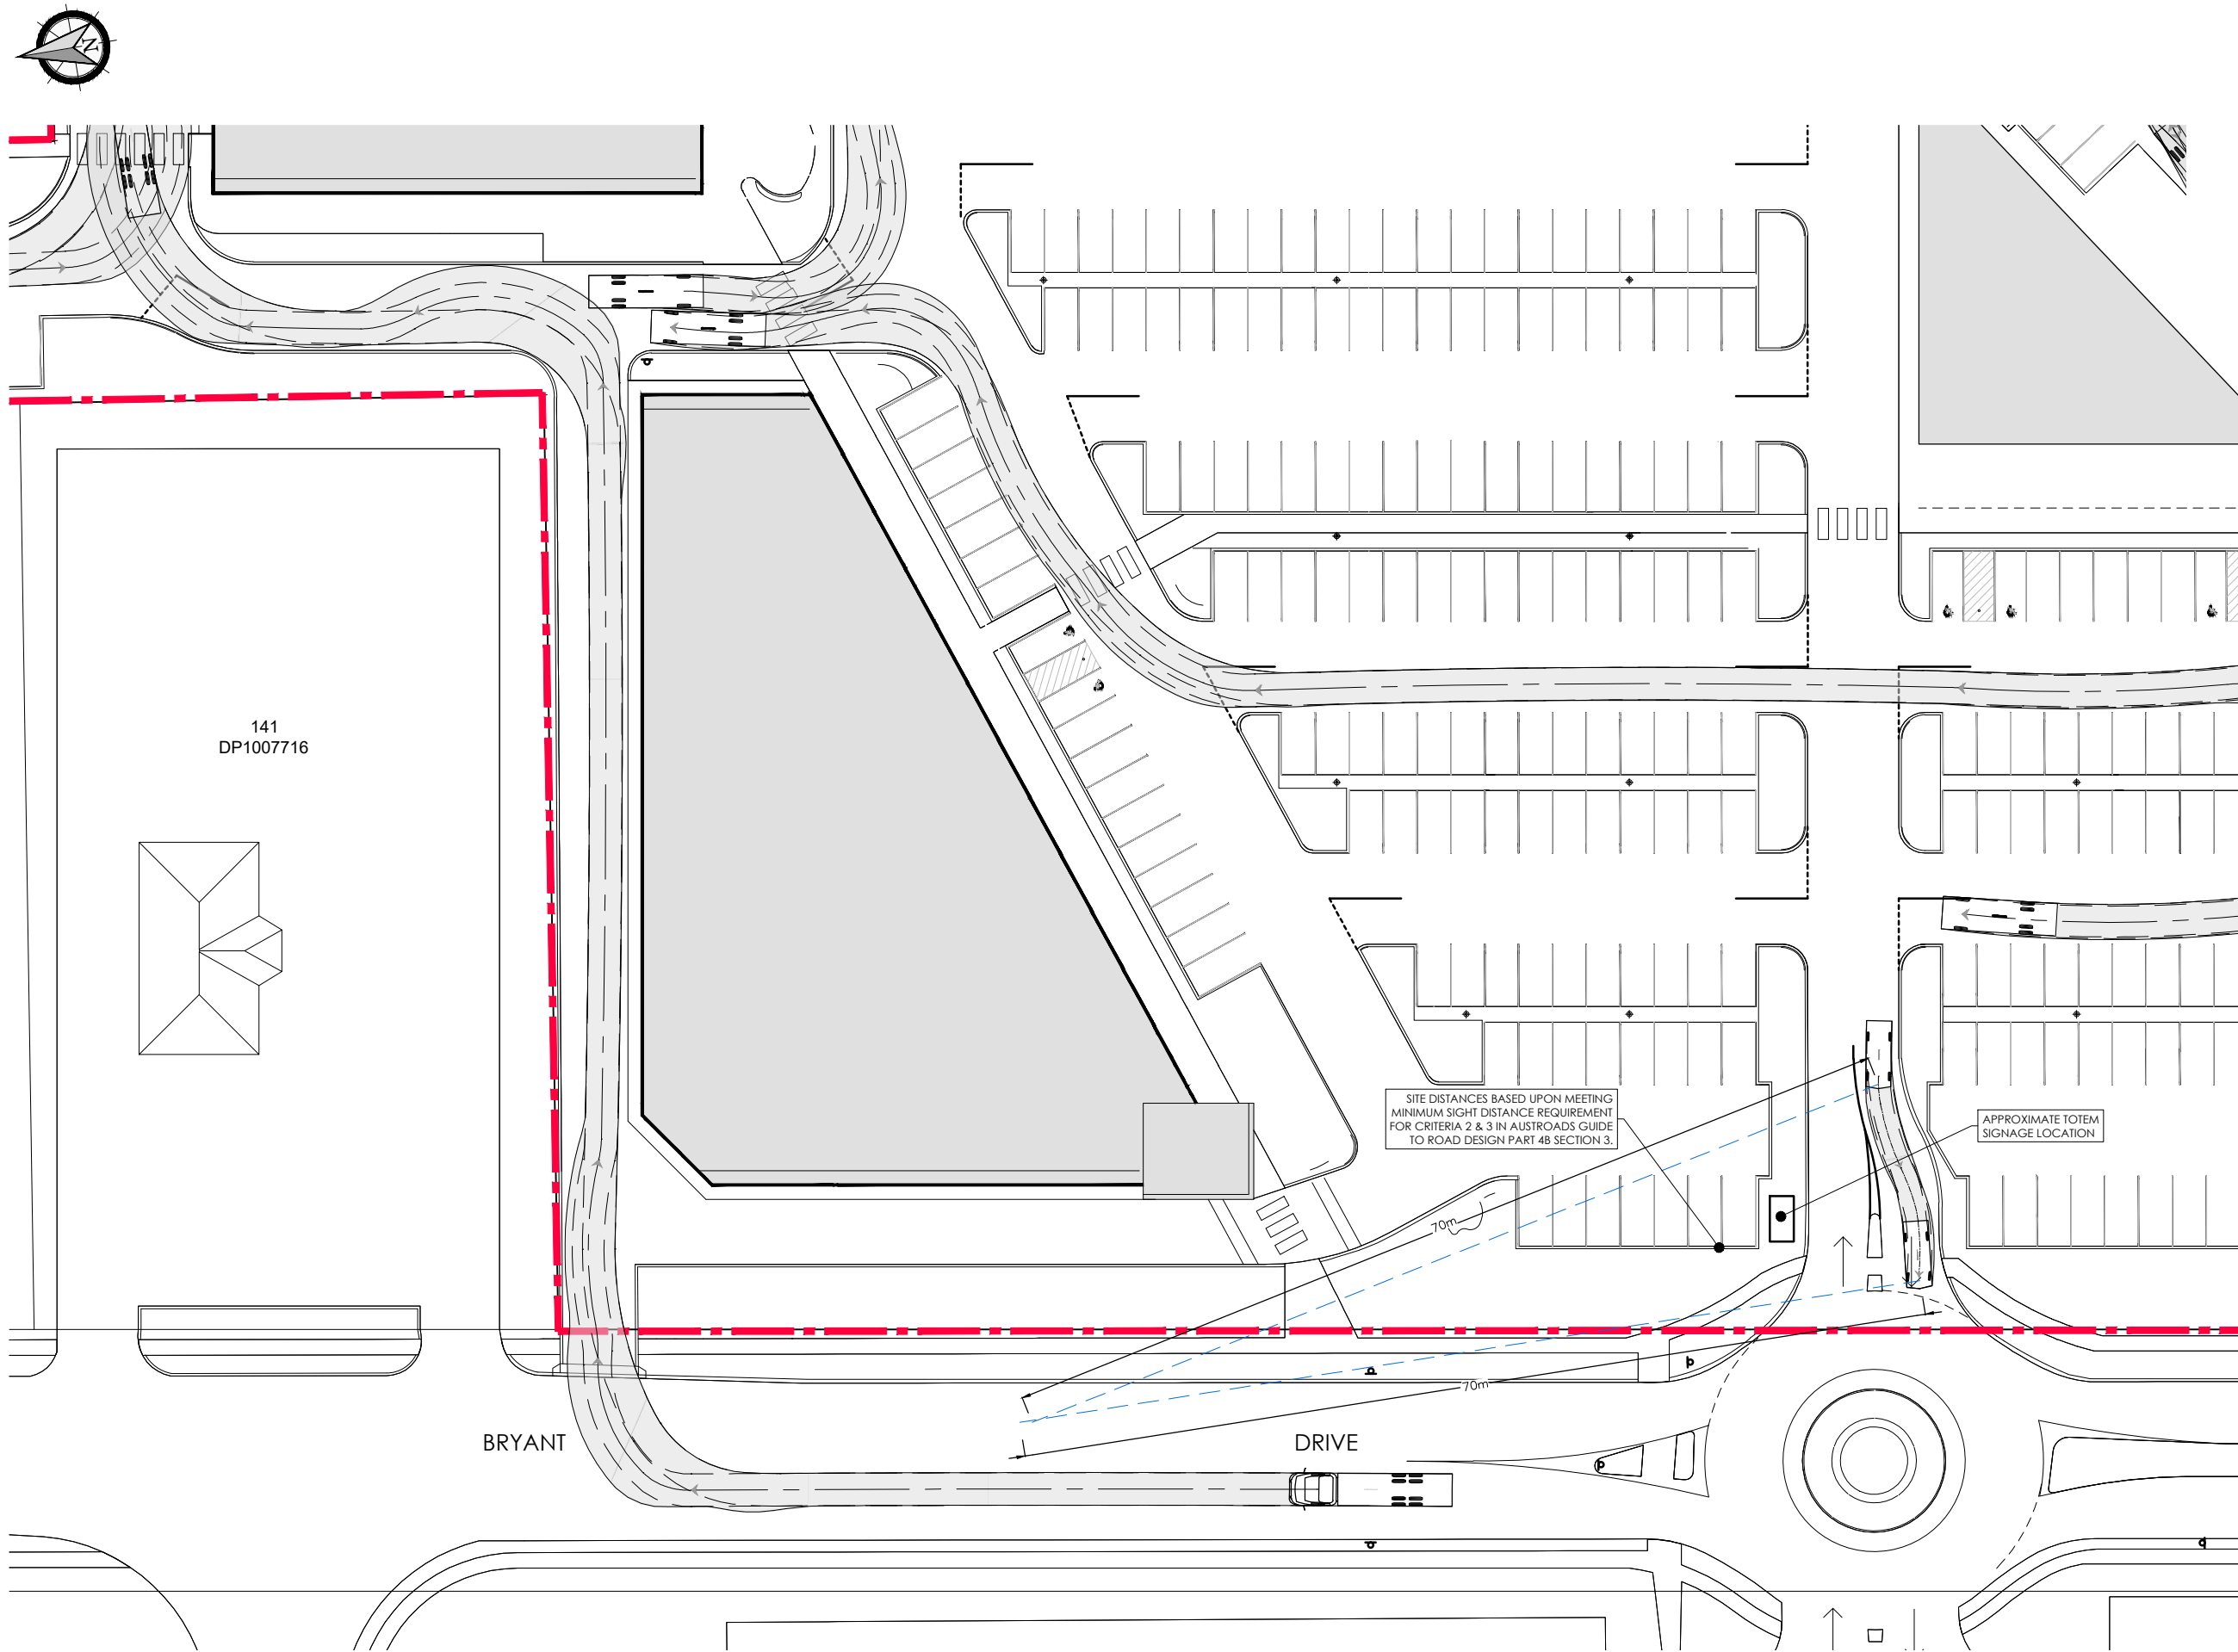 N
141
DP1007716
SITE DISTANCES BASED UPON MEETING
MINIMUM SIGHT DISTANCE REQUIREMENT
FOR CRITERIA 2 & 3 IN AUSTROADS GUIDE
TO ROAD DESIGN PART 4B SECTION 3.
APPROXIMATE TOTEM
SIGNAGE LOCATION
70m
70m
BRYANT DRIVE